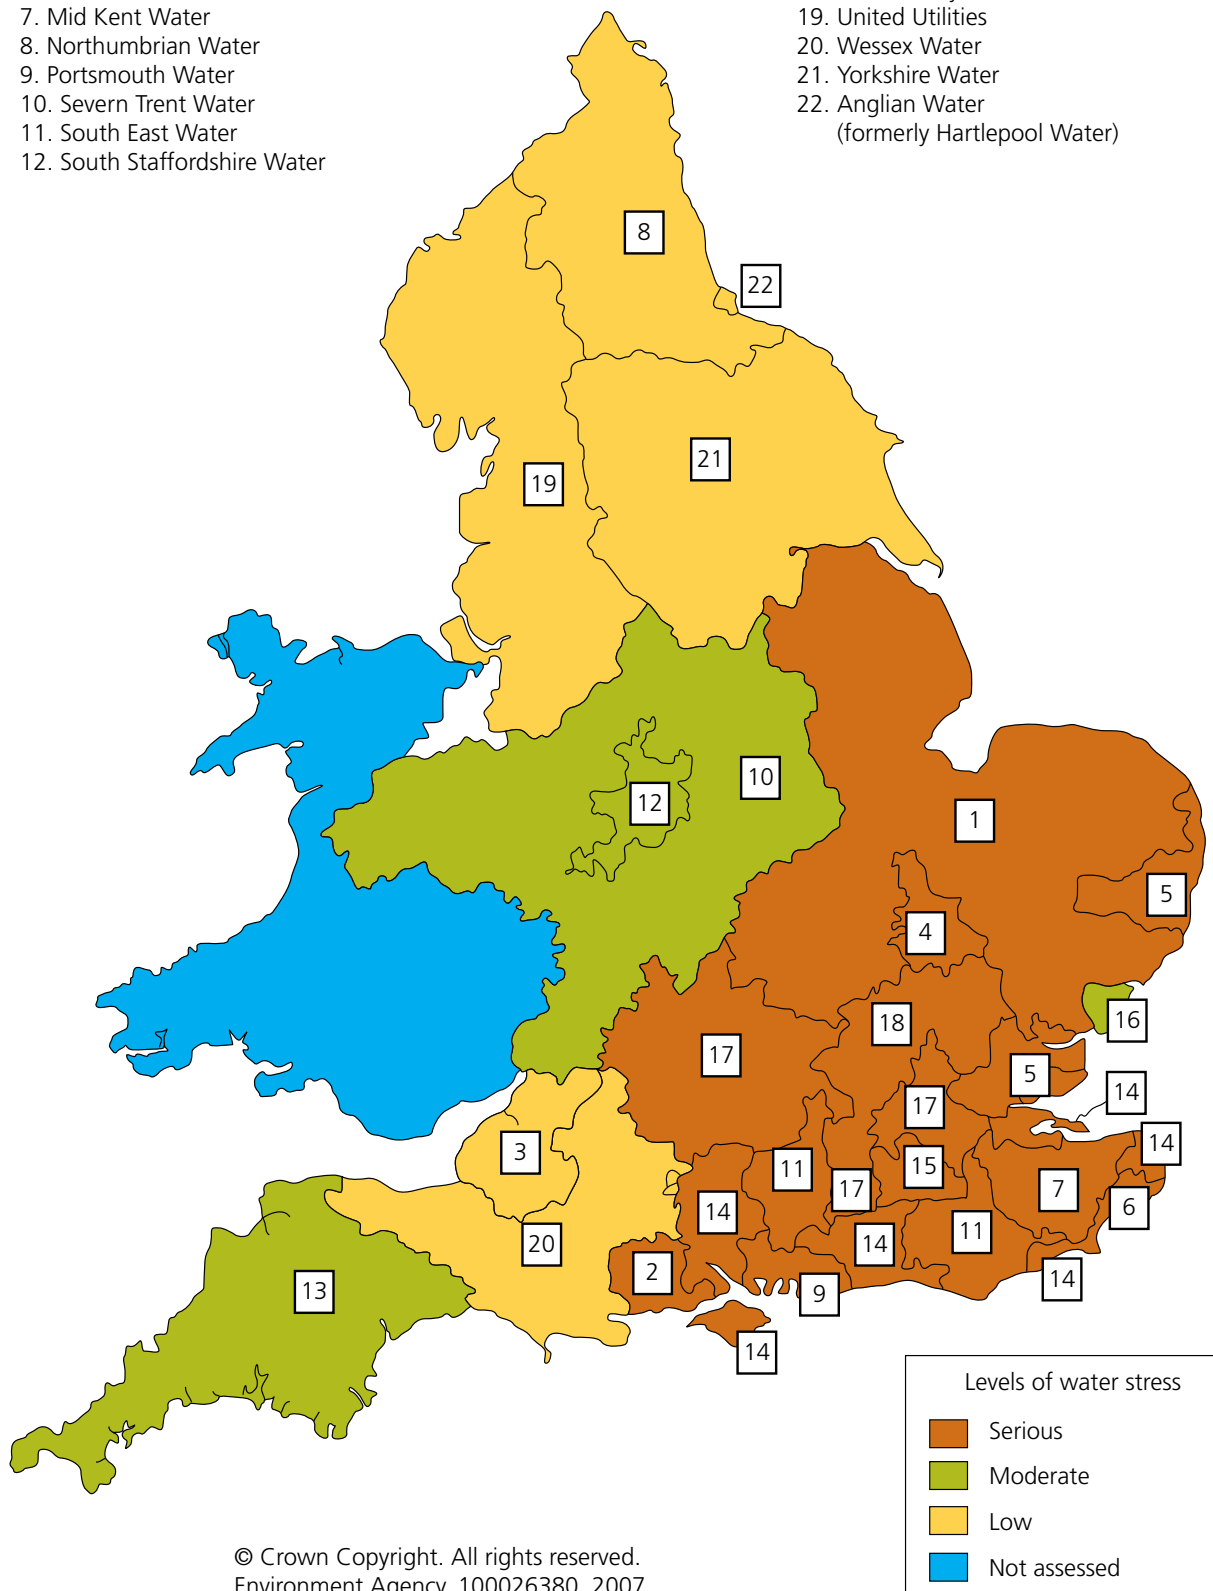 7. Mid Kent Water
8. Northumbrian Water
9. Portsmouth Water
10. Severn Trent Water
11. South East Water
12. South Staffordshire Water
19. United Utilities
20. Wessex Water
21. Yorkshire Water
22. Anglian Water
(formerly Hartlepool Water)
8
22
21
19
10
12
1
5
4
16
18
17
5
14
17
3
14
11
15
17
7
6
14
20
14
11
2
13
9
14
14
Levels of water stress
Serious
Moderate
Low
Not assessed
© Crown Copyright. All rights reserved.
Environment Agency, 100026380, 2007